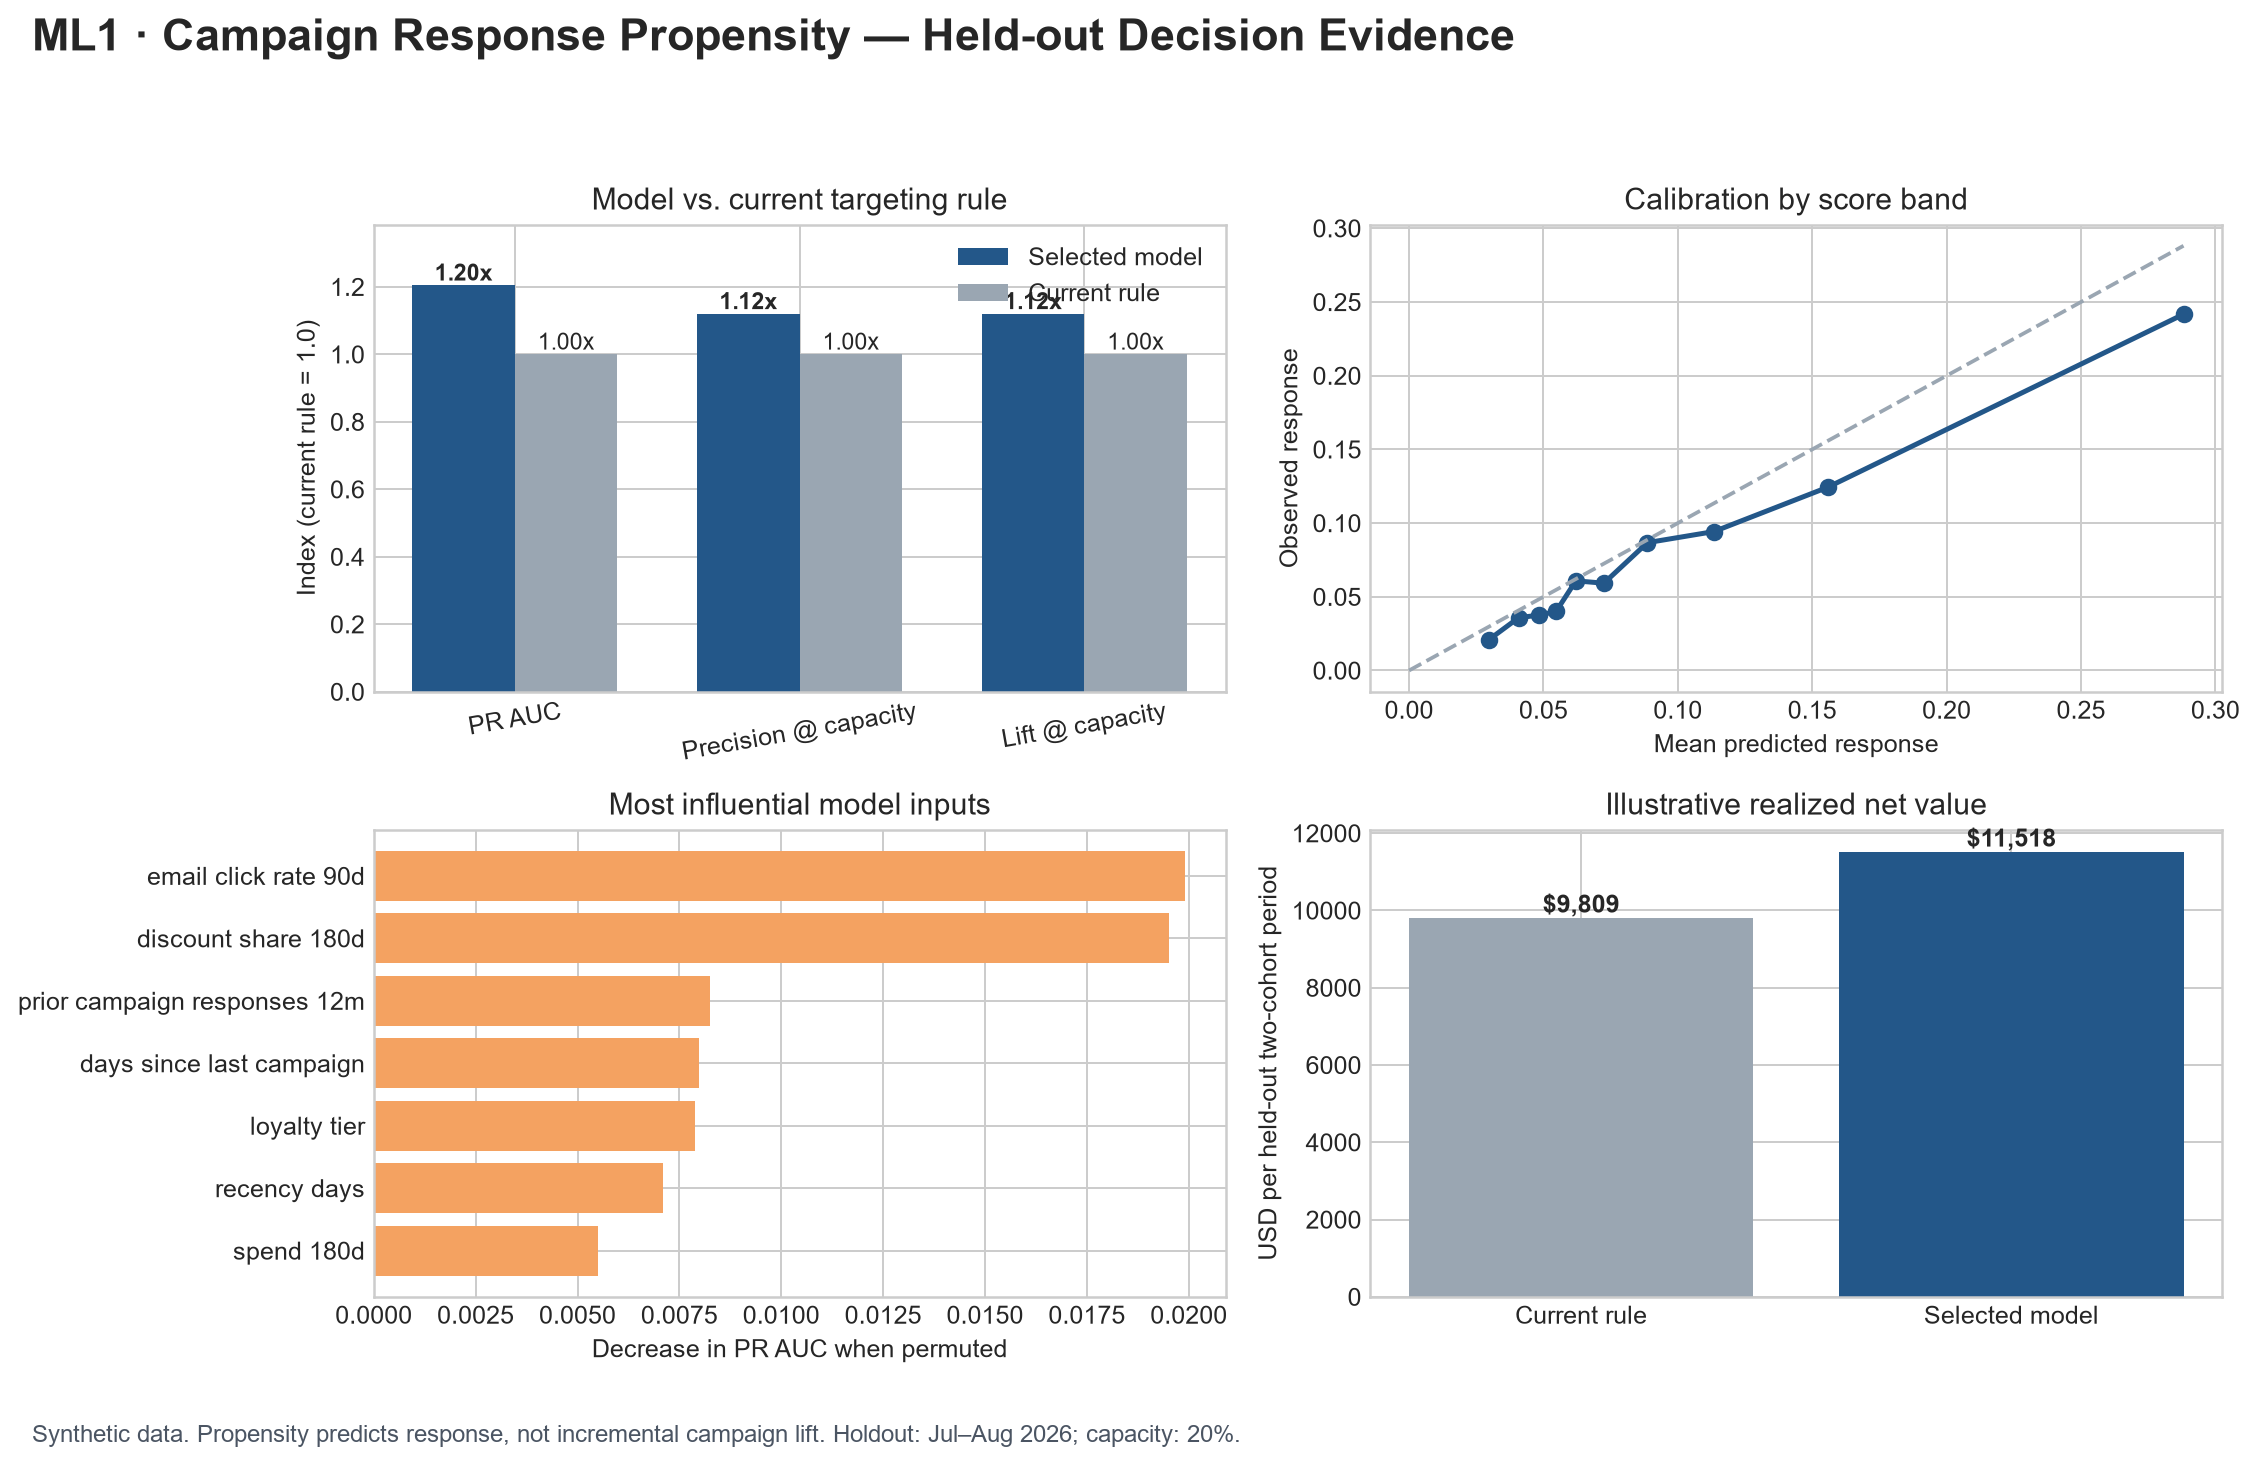 ML1 · Campaign Response Propensity — Held-out Decision Evidence
Model vs. current targeting rule
Index (current rule = 1.0)
1.2
1.0
0.8
0.6
0.4
0.2
0.0
1.20x
1.00x
1.12x
1.00x
1.12x
1.00x
Selected model
Current rule
PR AUC
Precision @ capacity
Lift @ capacity
Calibration by score band
Observed response
0.30
0.25
0.20
0.15
0.10
0.05
0.00
0.00 0.05 0.10 0.15 0.20 0.25 0.30
Mean predicted response
Most influential model inputs
email click rate 90d
discount share 180d
prior campaign responses 12m
days since last campaign
loyalty tier
recency days
spend 180d
0.0000 0.0025 0.0050 0.0075 0.0100 0.0125 0.0150 0.0175 0.0200
Decrease in PR AUC when permuted
Illustrative realized net value
USD per held-out two-cohort period
12000
10000
8000
6000
4000
2000
0
$9,809
$11,518
Current rule
Selected model
Synthetic data. Propensity predicts response, not incremental campaign lift. Holdout: Jul–Aug 2026; capacity: 20%.